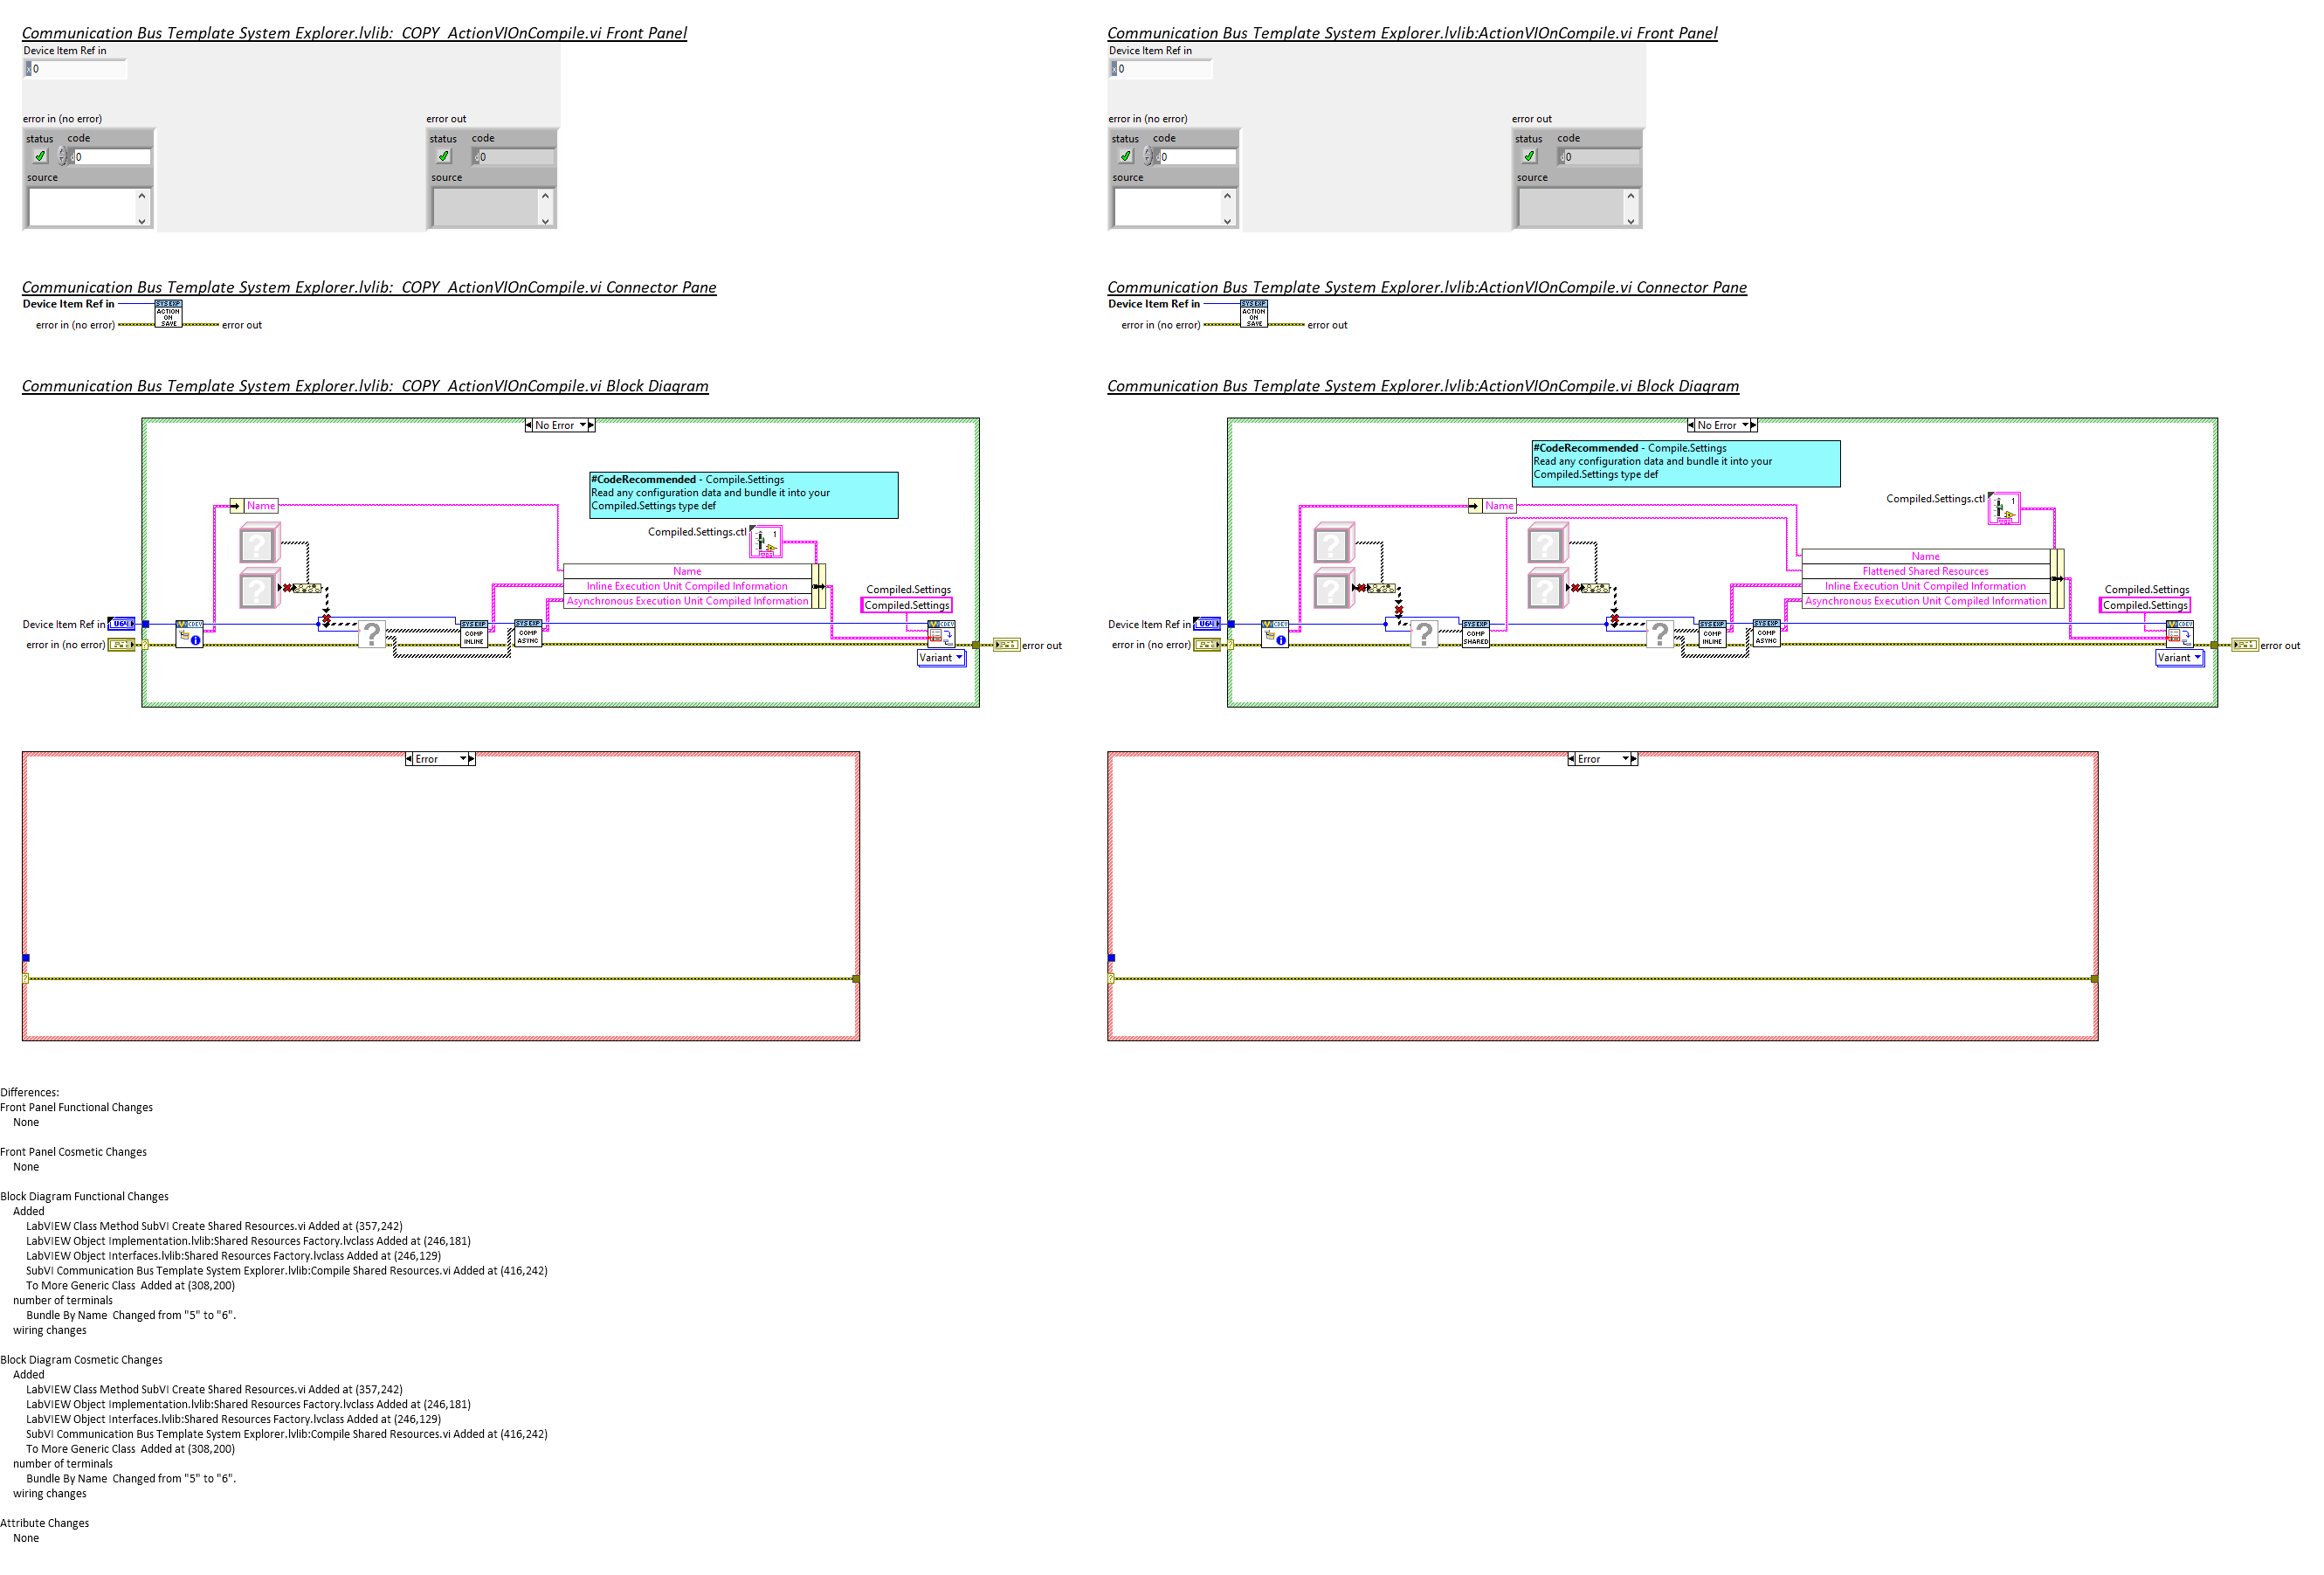 Communication Bus Template System Explorer.lvlib:  COPY  ActionVIOnCompile.vi Front Panel
Device Item Ref in
x 0
error in (no error)
error out
status code
0
source
status code
0
source
Communication Bus Template System Explorer.lvlib:  COPY  ActionVIOnCompile.vi Connector Pane
Device Item Ref in
SYS EXP
ACTION
ON
SAVE
error in (no error)
error out
Communication Bus Template System Explorer.lvlib:  COPY  ActionVIOnCompile.vi Block Diagram
No Error
#CodeRecommended - Compile.Settings
Read any configuration data and bundle it into your
Compiled.Settings type def
Name
Compiled.Settings.ctl
Name
Inline Execution Unit Compiled Information
Asynchronous Execution Unit Compiled Information
Compiled.Settings
Compiled.Settings
Device Item Ref in
error in (no error)
SYS EXP
COMP
INLINE
SYS EXP
COMP
ASYNC
error out
Variant
Error
Communication Bus Template System Explorer.lvlib:ActionVIOnCompile.vi Front Panel
Device Item Ref in
x 0
error in (no error)
error out
status code
0
source
status code
0
source
Communication Bus Template System Explorer.lvlib:ActionVIOnCompile.vi Connector Pane
Device Item Ref in
SYS EXP
ACTION
ON
SAVE
error in (no error)
error out
Communication Bus Template System Explorer.lvlib:ActionVIOnCompile.vi Block Diagram
No Error
#CodeRecommended - Compile.Settings
Read any configuration data and bundle it into your
Compiled.Settings type def
Name
Compiled.Settings.ctl
Name
Flattened Shared Resources
Inline Execution Unit Compiled Information
Asynchronous Execution Unit Compiled Information
Compiled.Settings
Compiled.Settings
Device Item Ref in
error in (no error)
SYS EXP
COMP
SHARED
SYS EXP
COMP
INLINE
SYS EXP
COMP
ASYNC
error out
Variant
Error
Differences:
Front Panel Functional Changes
None
Front Panel Cosmetic Changes
None
Block Diagram Functional Changes
Added
LabVIEW Class Method SubVI Create Shared Resources.vi Added at (357,242)
LabVIEW Object Implementation.lvlib:Shared Resources Factory.lvclass Added at (246,181)
LabVIEW Object Interfaces.lvlib:Shared Resources Factory.lvclass Added at (246,129)
SubVI Communication Bus Template System Explorer.lvlib:Compile Shared Resources.vi Added at (416,242)
To More Generic Class  Added at (308,200)
number of terminals
Bundle By Name  Changed from "5" to "6".
wiring changes
Block Diagram Cosmetic Changes
Added
LabVIEW Class Method SubVI Create Shared Resources.vi Added at (357,242)
LabVIEW Object Implementation.lvlib:Shared Resources Factory.lvclass Added at (246,181)
LabVIEW Object Interfaces.lvlib:Shared Resources Factory.lvclass Added at (246,129)
SubVI Communication Bus Template System Explorer.lvlib:Compile Shared Resources.vi Added at (416,242)
To More Generic Class  Added at (308,200)
number of terminals
Bundle By Name  Changed from "5" to "6".
wiring changes
Attribute Changes
None